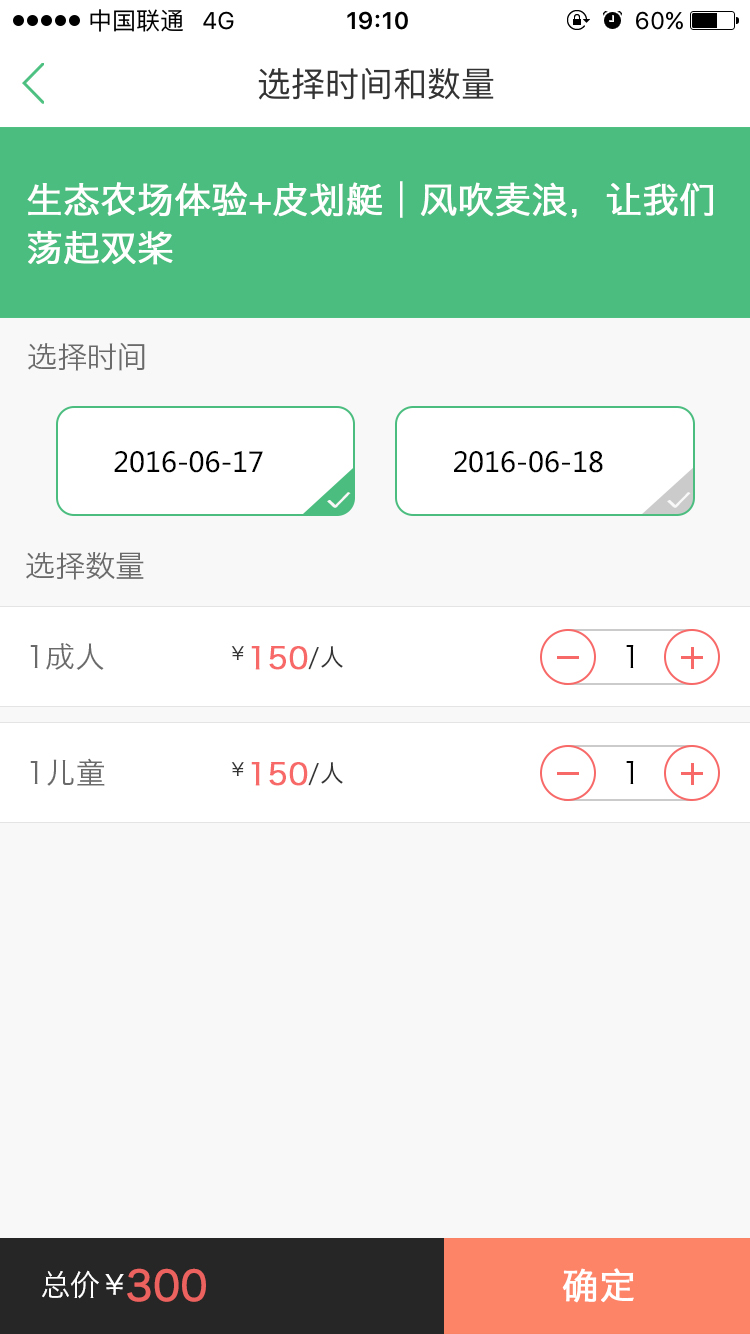 中国联通 4G 19:10 60%
选择时间和数量
生态农场体验+皮划艇｜风吹麦浪，让我们
荡起双桨
选择时间
2016-06-17 2016-06-18
选择数量
1成人 ¥150/人 1
1儿童 ¥150/人 1
总价¥300 确定